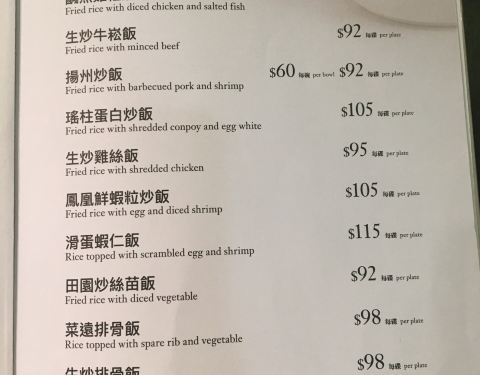 Fried rice with diced chicken and salted fish
生炒牛崧飯 $92 每碟 per plate
Fried rice with minced beef
揚州炒飯 $60 每碗 per bowl $92 每碟 per plate
Fried rice with barbecued pork and shrimp
瑤柱蛋白炒飯 $105 每碟 per plate
Fried rice with shredded conpoy and egg white
生炒雞絲飯 $95 每碟 per plate
Fried rice with shredded chicken
鳳凰鮮蝦粒炒飯 $105 每碟 per plate
Fried rice with egg and diced shrimp
滑蛋蝦仁飯 $115 每碟 per plate
Rice topped with scrambled egg and shrimp
田園炒絲苗飯 $92 每碟 per plate
Fried rice with diced vegetable
菜遠排骨飯 $98 每碟 per plate
Rice topped with spare rib and vegetable
生炒排骨飯 $98 每碟 per plate